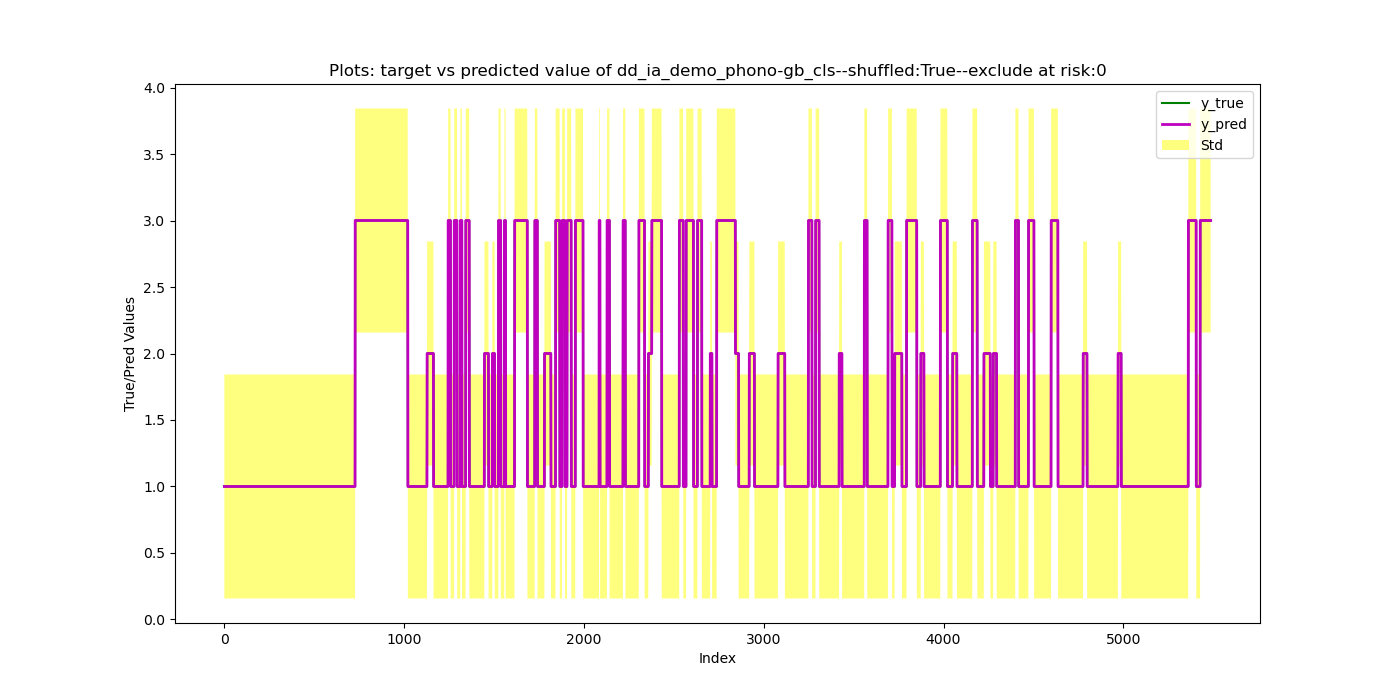 Plots: target vs predicted value of dd_ia_demo_phono-gb_cls--shuffled:True--exclude at risk:0
y_true
y_pred
Std
True/Pred Values
4.0
3.5
3.0
2.5
2.0
1.5
1.0
0.5
0.0
0 1000 2000 3000 4000 5000
Index